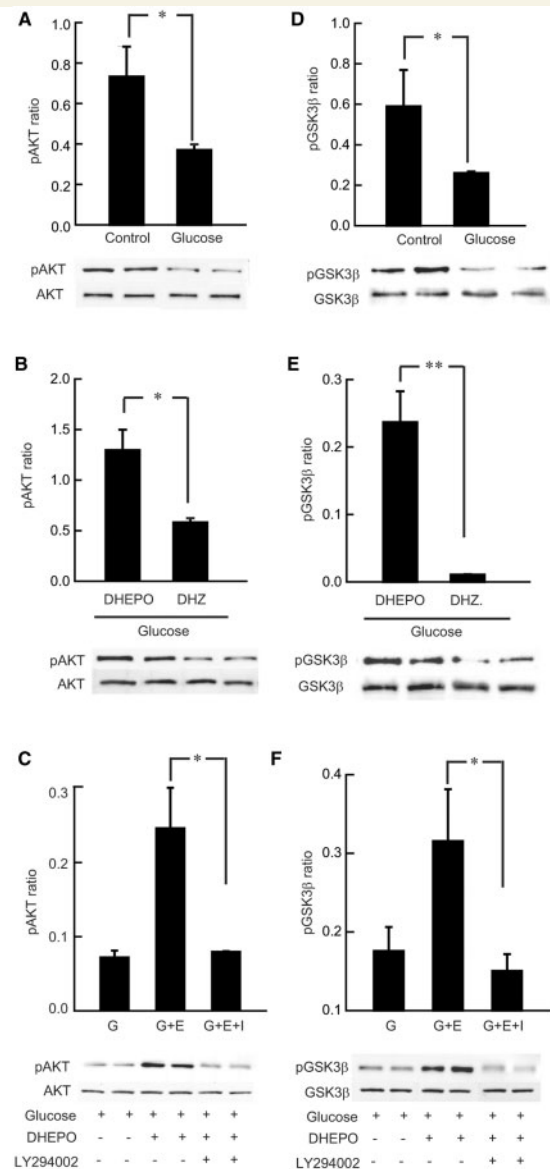 A
*
pAKT ratio
1.0
0.8
0.6
0.4
0.2
0.0
Control Glucose
pAKT
AKT
D
*
pGSK3β ratio
1.0
0.8
0.6
0.4
0.2
0.0
Control Glucose
pGSK3β
GSK3β
B
*
pAKT ratio
2.0
1.5
1.0
0.5
0.0
DHEPO DHZ
Glucose
pAKT
AKT
E
**
pGSK3β ratio
0.3
0.2
0.1
0.0
DHEPO DHZ.
Glucose
pGSK3β
GSK3β
C
*
pAKT ratio
0.3
0.2
0.1
0.0
G G+E G+E+I
pAKT
AKT
Glucose + + + + + +
DHEPO - - + + + +
LY294002 - - - - + +
F
*
pGSK3β ratio
0.4
0.3
0.2
0.1
G G+E G+E+I
pGSK3β
GSK3β
Glucose + + + + + +
DHEPO - - + + + +
LY294002 - - - - + +